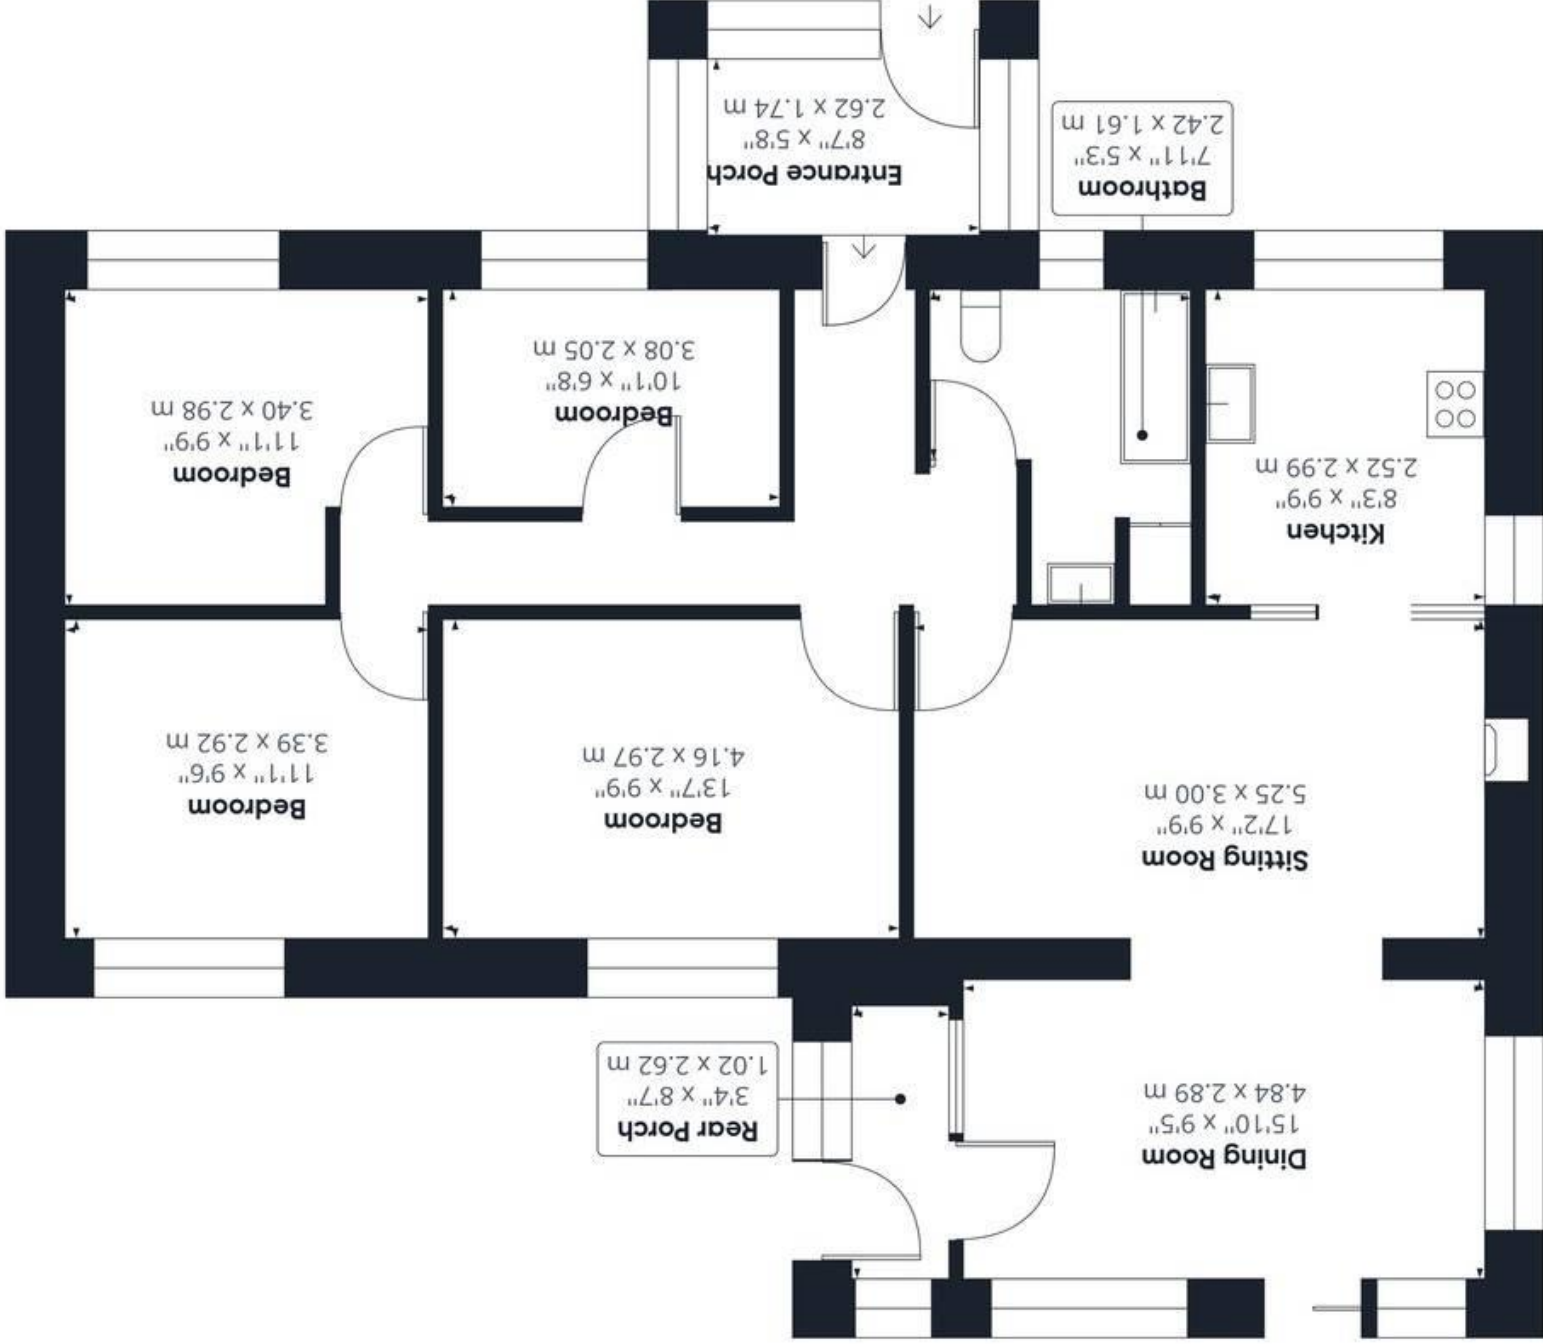 Dining Room
15'10" x 9'5"
4.84 x 2.89 m
Rear Porch
3'4" x 8'7"
1.02 x 2.62 m
Sitting Room
17'2" x 9'9"
5.25 x 3.00 m
Bedroom
13'7" x 9'9"
4.16 x 2.97 m
Bedroom
11'1" x 9'6"
3.39 x 2.92 m
Kitchen
8'3" x 9'9"
2.52 x 2.99 m
Bedroom
10'1" x 6'8"
3.08 x 2.05 m
Bedroom
11'1" x 9'9"
3.40 x 2.98 m
Bathroom
7'11" x 5'3"
2.42 x 1.61 m
Entrance Porch
8'7" x 5'8"
2.62 x 1.74 m